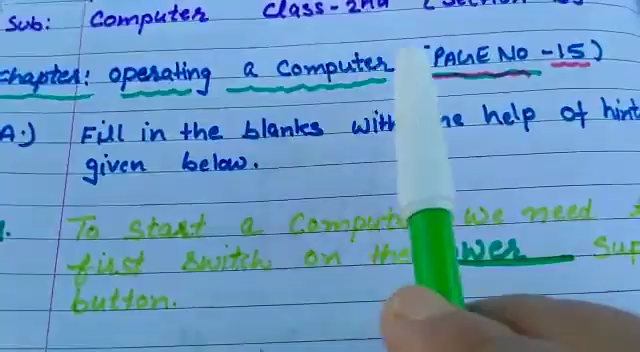 Sub: Computer Class-2nd
Chapter: operating a computer (PAGE NO -15)
A.) Fill in the blanks with the help of hint
given below.
1. To start a computer we need
first switch on the power sup
button.